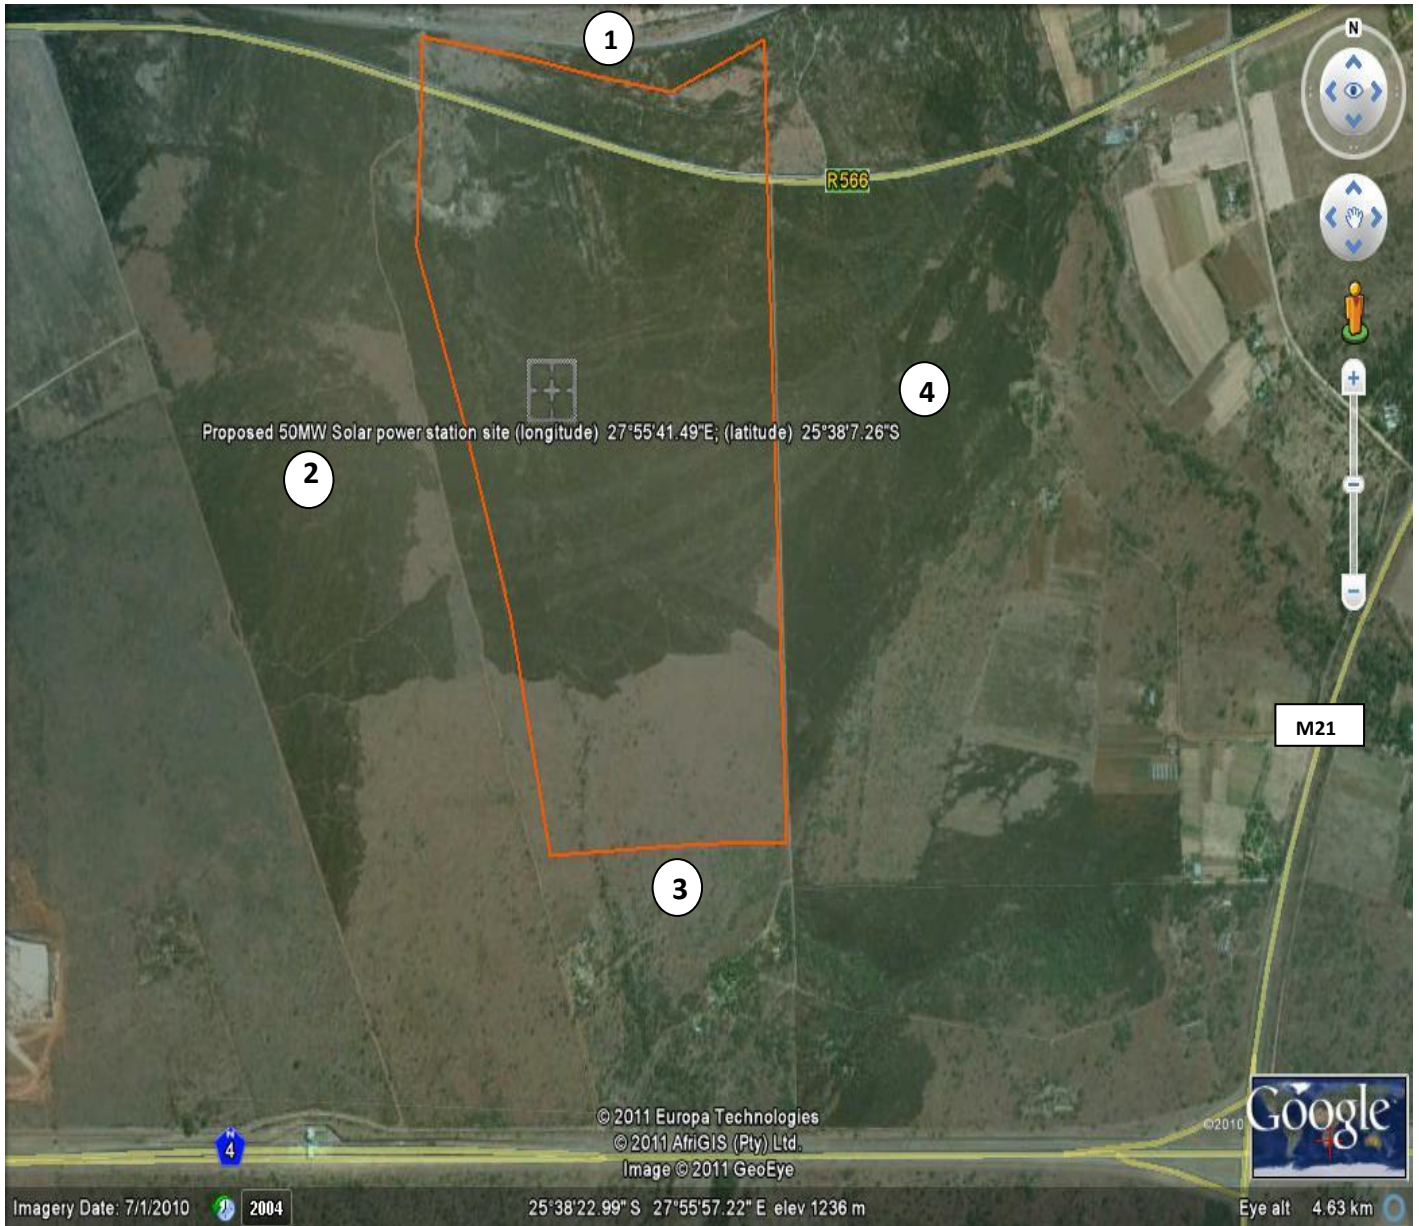 1
N
R566
4
Proposed 50MW Solar power station site (longitude) 27°55'41.49"E; (latitude) 25°38'7.26"S
2
M21
3
© 2011 Europa Technologies
© 2011 AfriGIS (Pty) Ltd.
Image © 2011 GeoEye
©2010 Google
N
4
Imagery Date: 7/1/2010 2004 25°38'22.99" S 27°55'57.22" E elev 1236 m Eye alt 4.63 km